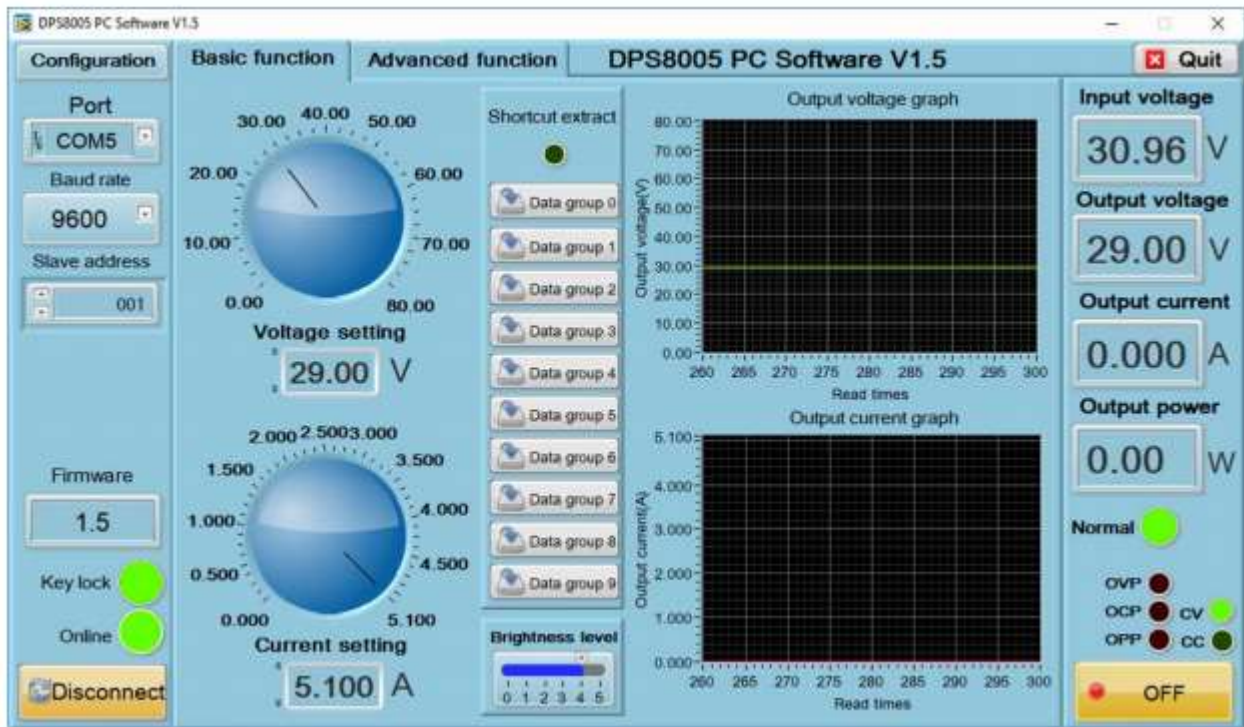 DPS8005 PC Software V1.5
Configuration
Basic function
Advanced function
DPS8005 PC Software V1.5
Quit
Port
COM5
Baud rate
9600
Slave address
001
Firmware
1.5
Key lock
Online
Disconnect
30.00 40.00 50.00
20.00 60.00
10.00 70.00
0.00 80.00
Voltage setting
29.00 V
2.000 2.500 3.000
1.500 3.500
1.000 4.000
0.500 4.500
0.000 5.100
Current setting
5.100 A
Shortcut extract
Data group 0
Data group 1
Data group 2
Data group 3
Data group 4
Data group 5
Data group 6
Data group 7
Data group 8
Data group 9
Brightness level
0 1 2 3 4 5
Output voltage graph
Output voltage(V)
80.00
70.00
60.00
50.00
40.00
30.00
20.00
10.00
0.00
260 265 270 275 280 285 290 295 300
Read times
Output current graph
Output current(A)
5.100
4.000
3.000
2.000
1.000
0.000
260 265 270 275 280 285 290 295 300
Read times
Input voltage
30.96 V
Output voltage
29.00 V
Output current
0.000 A
Output power
0.00 W
Normal
OVP
OCP CV
OPP CC
OFF